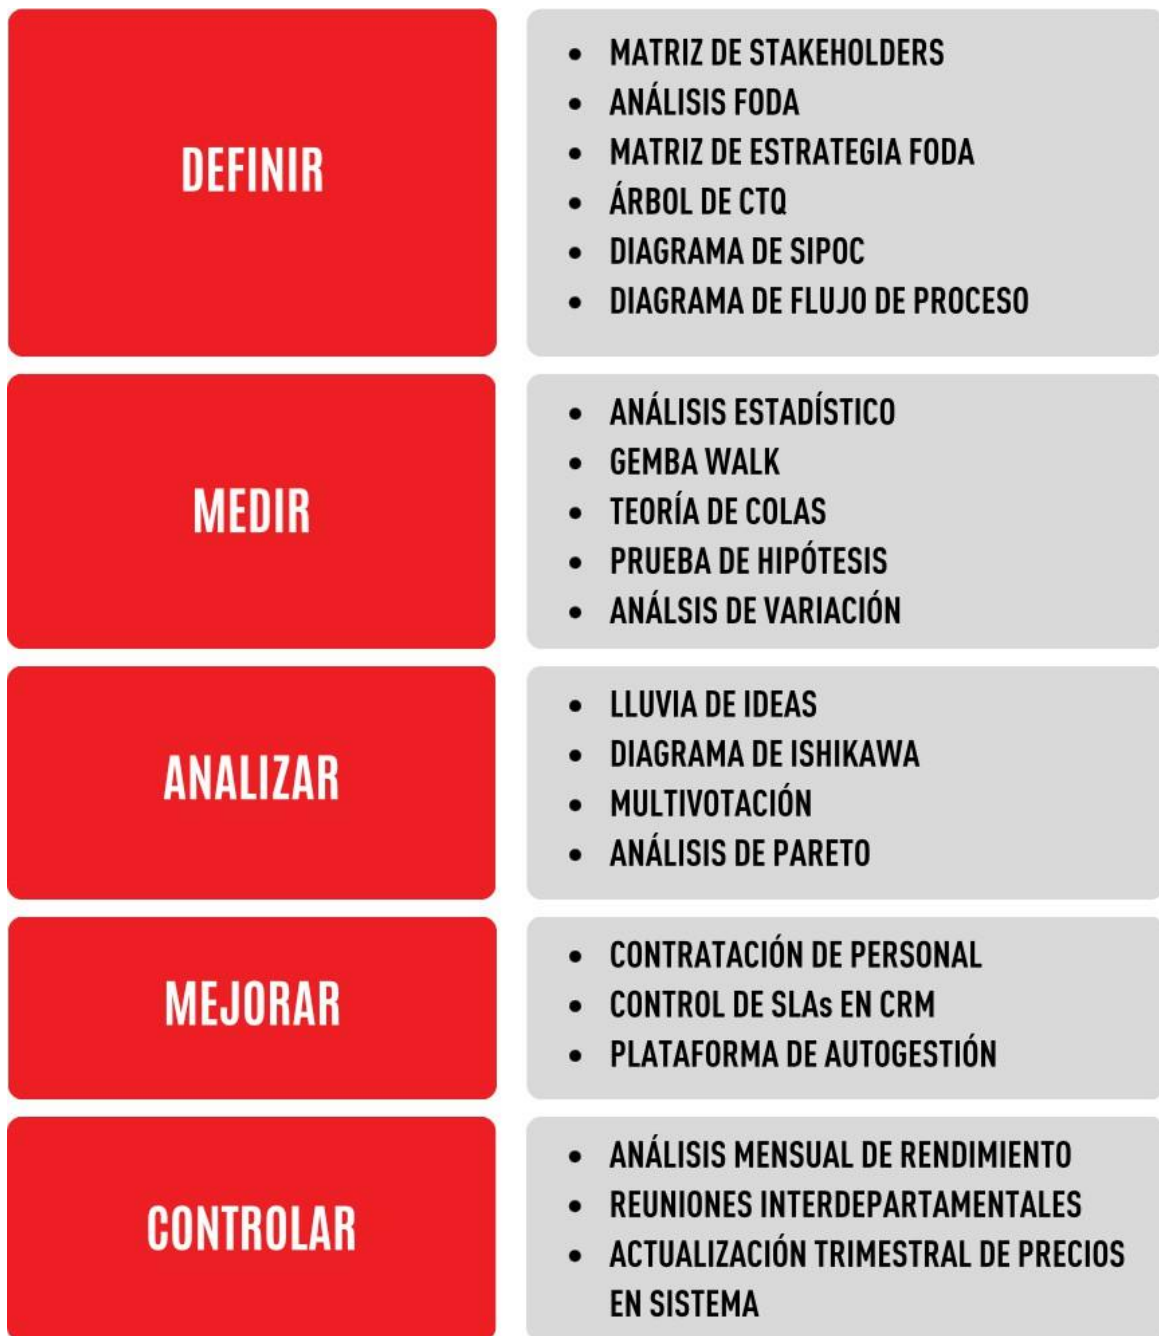 DEFINIR
• MATRIZ DE STAKEHOLDERS
• ANÁLISIS FODA
• MATRIZ DE ESTRATEGIA FODA
• ÁRBOL DE CTQ
• DIAGRAMA DE SIPOC
• DIAGRAMA DE FLUJO DE PROCESO
MEDIR
• ANÁLISIS ESTADÍSTICO
• GEMBA WALK
• TEORÍA DE COLAS
• PRUEBA DE HIPÓTESIS
• ANÁLSIS DE VARIACIÓN
ANALIZAR
• LLUVIA DE IDEAS
• DIAGRAMA DE ISHIKAWA
• MULTIVOTACIÓN
• ANÁLISIS DE PARETO
MEJORAR
• CONTRATACIÓN DE PERSONAL
• CONTROL DE SLAs EN CRM
• PLATAFORMA DE AUTOGESTIÓN
CONTROLAR
• ANÁLISIS MENSUAL DE RENDIMIENTO
• REUNIONES INTERDEPARTAMENTALES
• ACTUALIZACIÓN TRIMESTRAL DE PRECIOS
EN SISTEMA